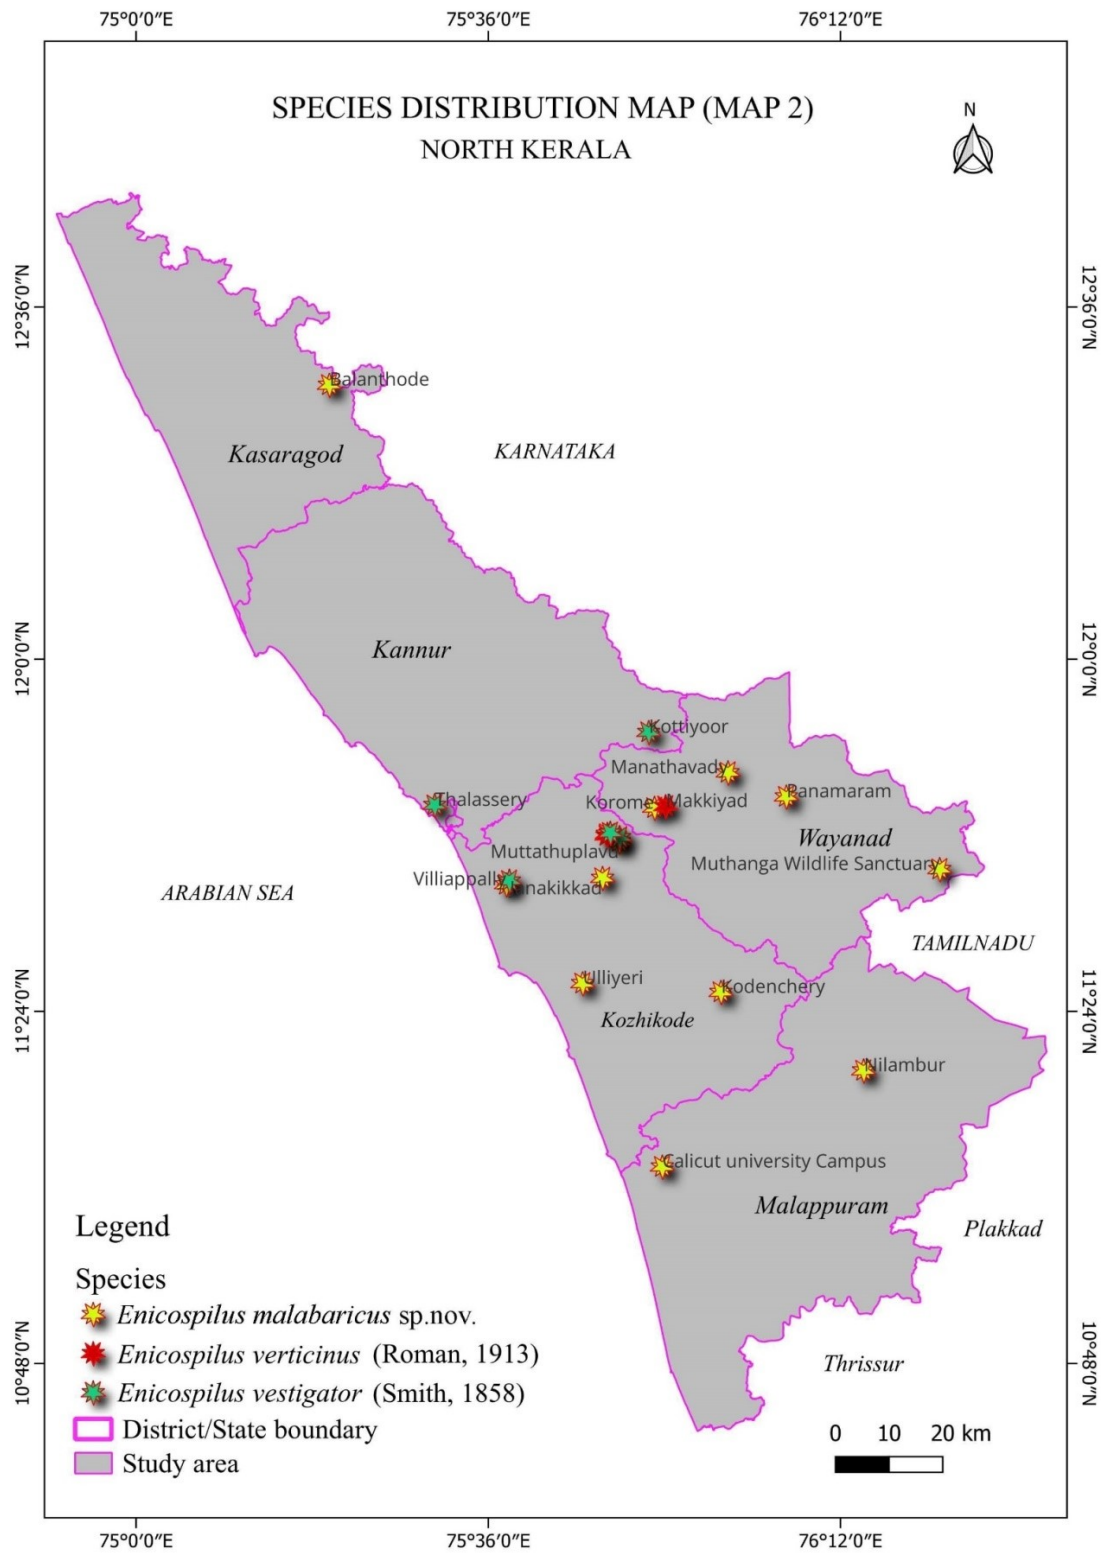 75°0′0″E 75°36′0″E 76°12′0″E
SPECIES DISTRIBUTION MAP (MAP 2)
NORTH KERALA
N
12°36′0″N
12°36′0″N
Balanthode
Kasaragod
KARNATAKA
Kannur
12°0′0″N
12°0′0″N
Kottiyoor
Manathavady
Panamaram
Thalassery
Korome
Makkiyad
Wayanad
Muttathuplavu
Muthanga Wildlife Sanctuary
Villiappally
ARABIAN SEA
TAMILNADU
Ulliyeri
Kodenchery
11°24′0″N
11°24′0″N
Kozhikode
Nilambur
Calicut university Campus
Malappuram
Plakkad
Legend
Species
Enicospilus malabaricus sp.nov.
Enicospilus verticinus (Roman, 1913)
Enicospilus vestigator (Smith, 1858)
District/State boundary
Study area
Thrissur
10°48′0″N
10°48′0″N
0 10 20 km
75°0′0″E 75°36′0″E 76°12′0″E